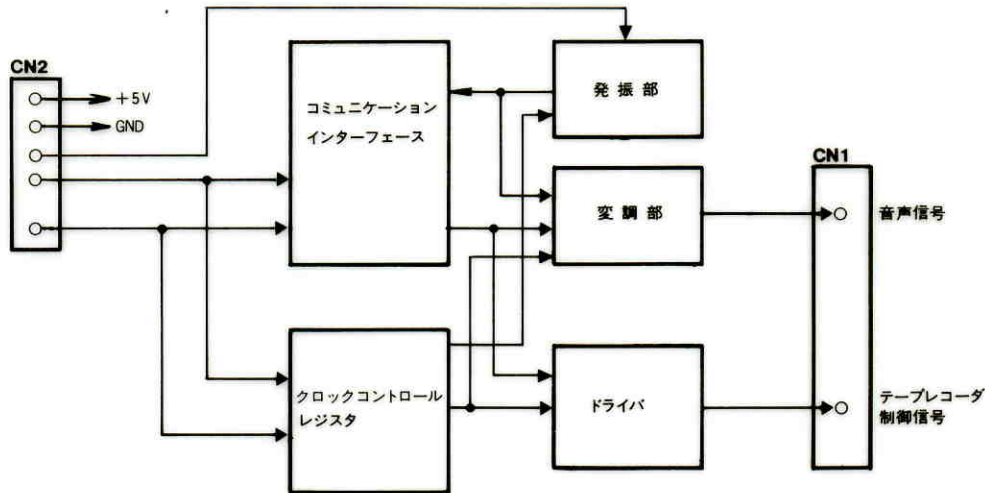 CN2
+5V
GND
コミュニケーション
インターフェース
発振部
変調部
CN1
音声信号
クロックコントロール
レジスタ
ドライバ
テープレコーダ
制御信号